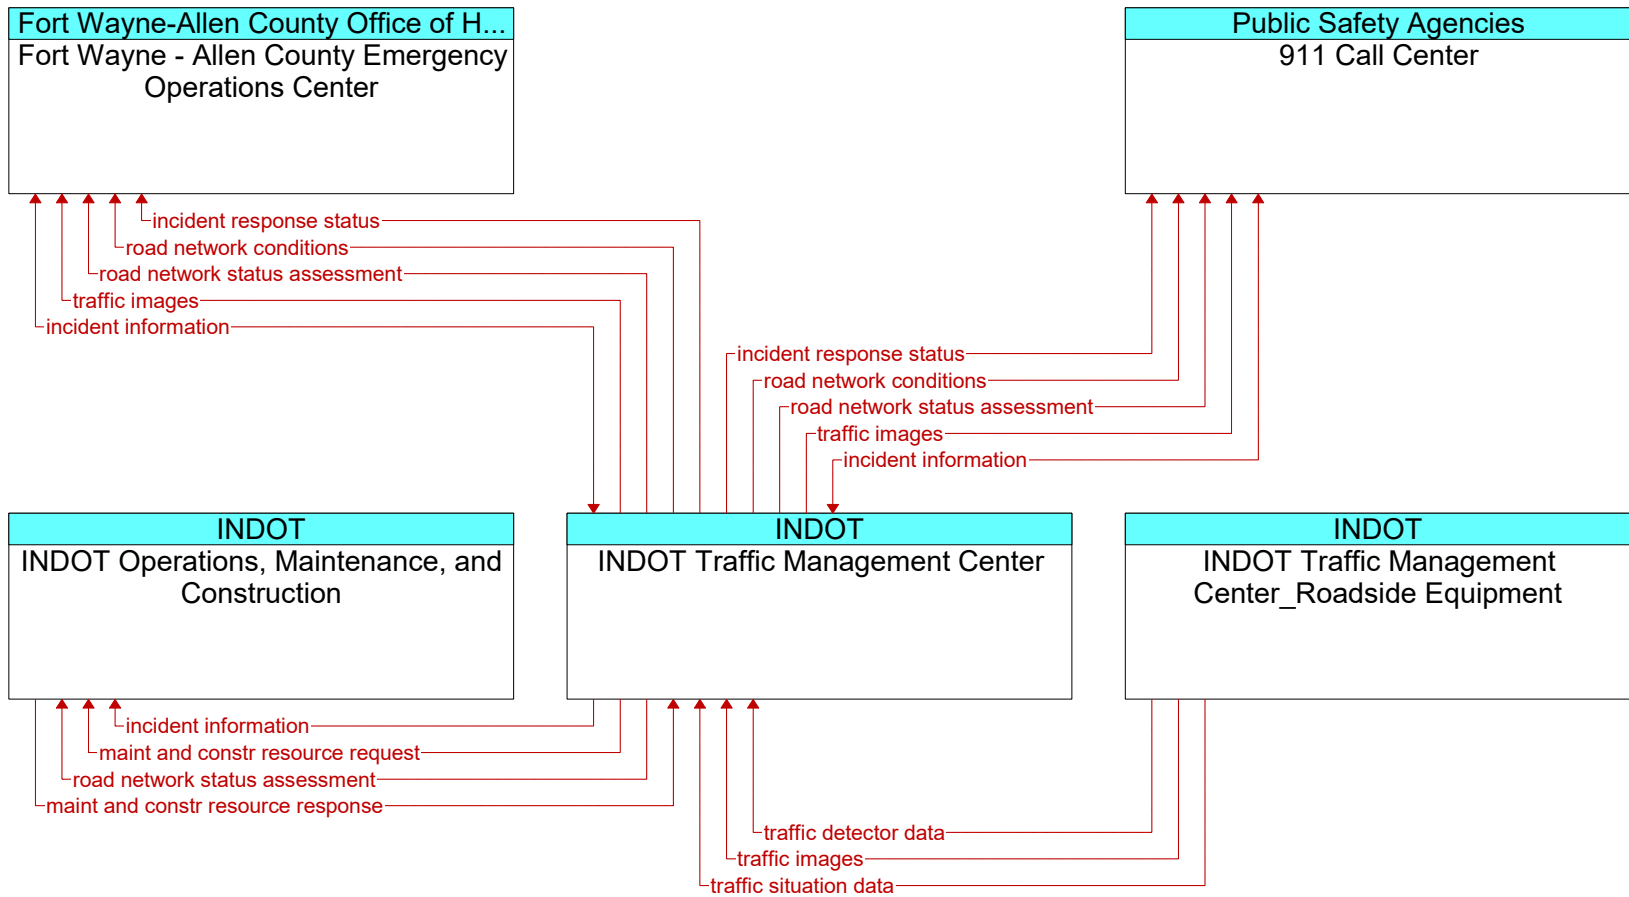 Fort Wayne-Allen County Office of H...
Fort Wayne - Allen County Emergency
Operations Center
Public Safety Agencies
911 Call Center
incident response status
road network conditions
road network status assessment
traffic images
incident information
incident response status
road network conditions
road network status assessment
traffic images
incident information
INDOT
INDOT Operations, Maintenance, and
Construction
INDOT
INDOT Traffic Management Center
INDOT
INDOT Traffic Management
Center_Roadside Equipment
incident information
maint and constr resource request
road network status assessment
maint and constr resource response
traffic detector data
traffic images
traffic situation data